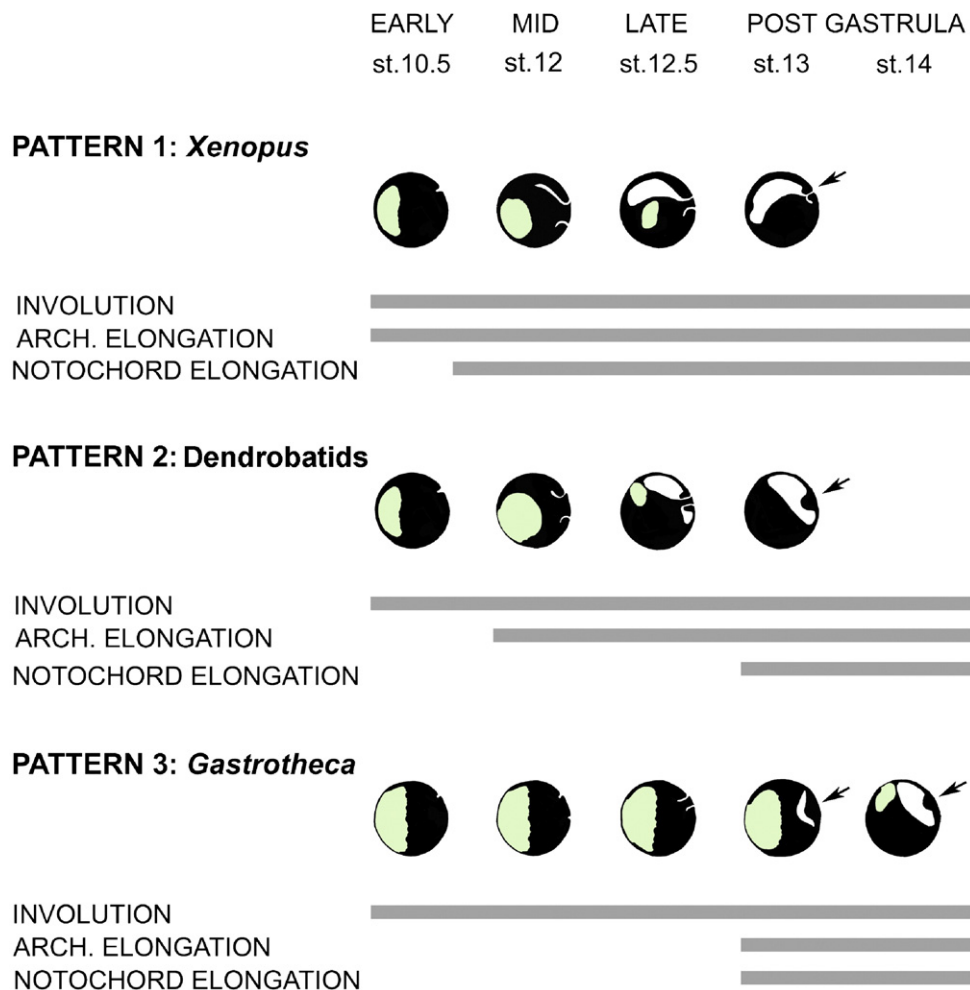 EARLY MID LATE POST GASTRULA
st.10.5 st.12 st.12.5 st.13 st.14
PATTERN 1: Xenopus
INVOLUTION
ARCH. ELONGATION
NOTOCHORD ELONGATION
PATTERN 2: Dendrobatids
INVOLUTION
ARCH. ELONGATION
NOTOCHORD ELONGATION
PATTERN 3: Gastrotheca
INVOLUTION
ARCH. ELONGATION
NOTOCHORD ELONGATION